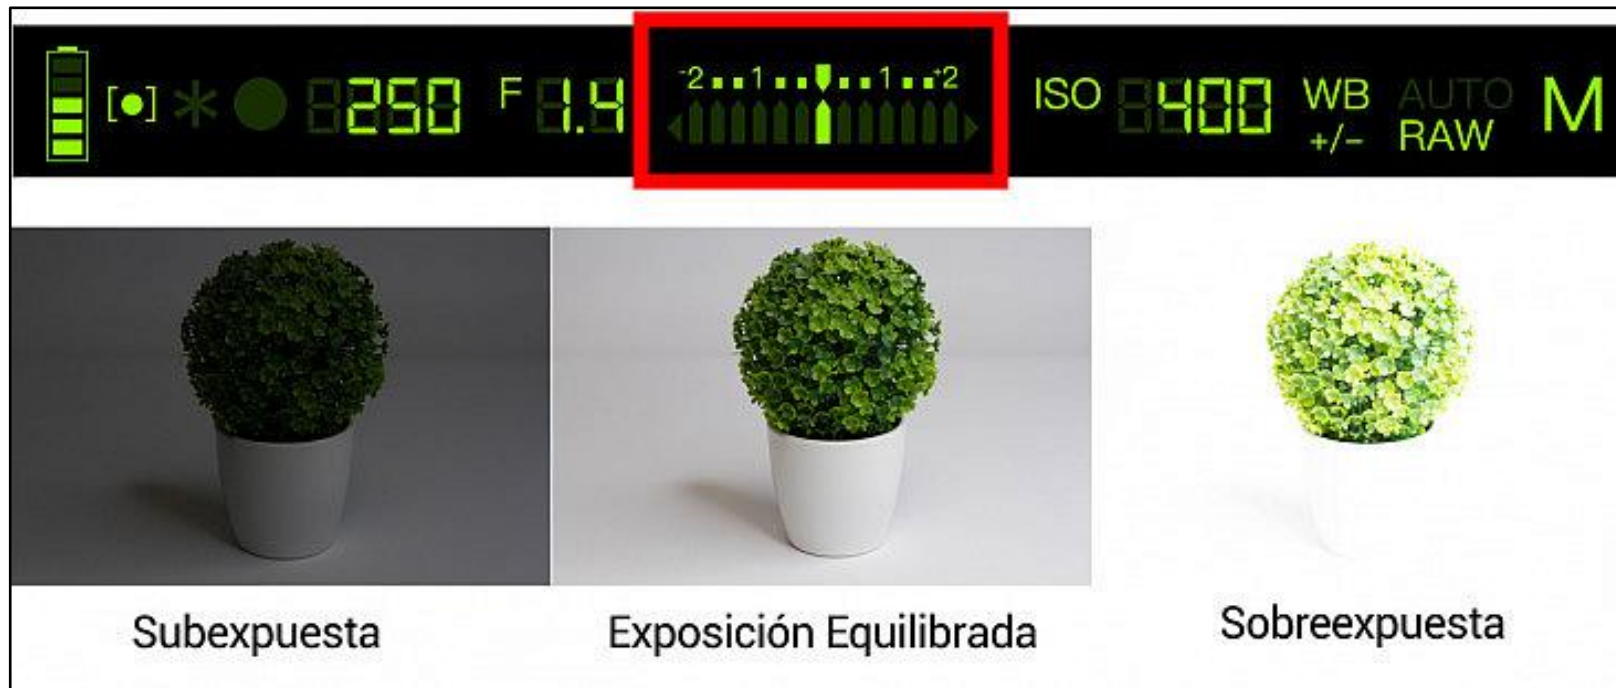 [●] * 250 F 1.4 -2..1..▼..1..+2 ISO 400 WB AUTO M
+/- RAW
Subexpuesta Exposición Equilibrada Sobreexpuesta